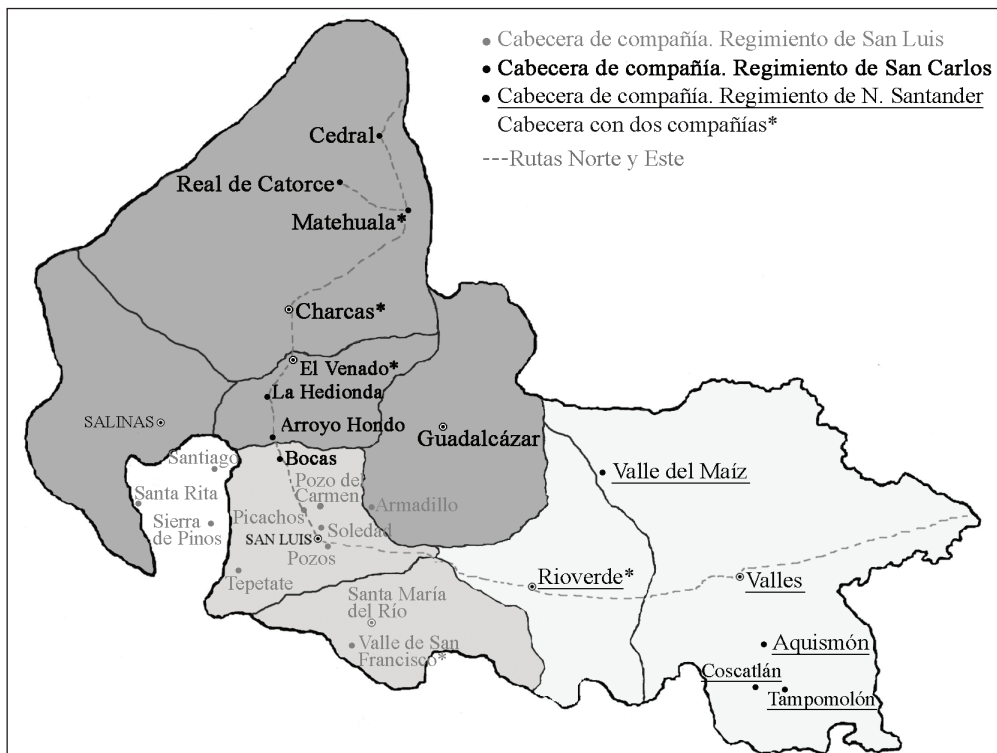 Cabecera de compañía. Regimiento de San Luis
Cabecera de compañía. Regimiento de San Carlos
Cabecera de compañía. Regimiento de N. Santander
Cabecera con dos compañías*
---Rutas Norte y Este
Cedral
Real de Catorce
Matehuala*
Charcas*
El Venado*
La Hedionda
SALINAS
Arroyo Hondo
Guadalcázar
Bocas
Santiago
Valle del Maíz
Pozo del
Carmen
Santa Rita
Armadillo
Picachos
Sierra
de Pinos
Soledad
SAN LUIS
Pozos
Tepetate
Rioverde*
Valles
Santa María
del Río
Valle de San
Francisco*
Aquismón
Coscatlán
Tampomolón